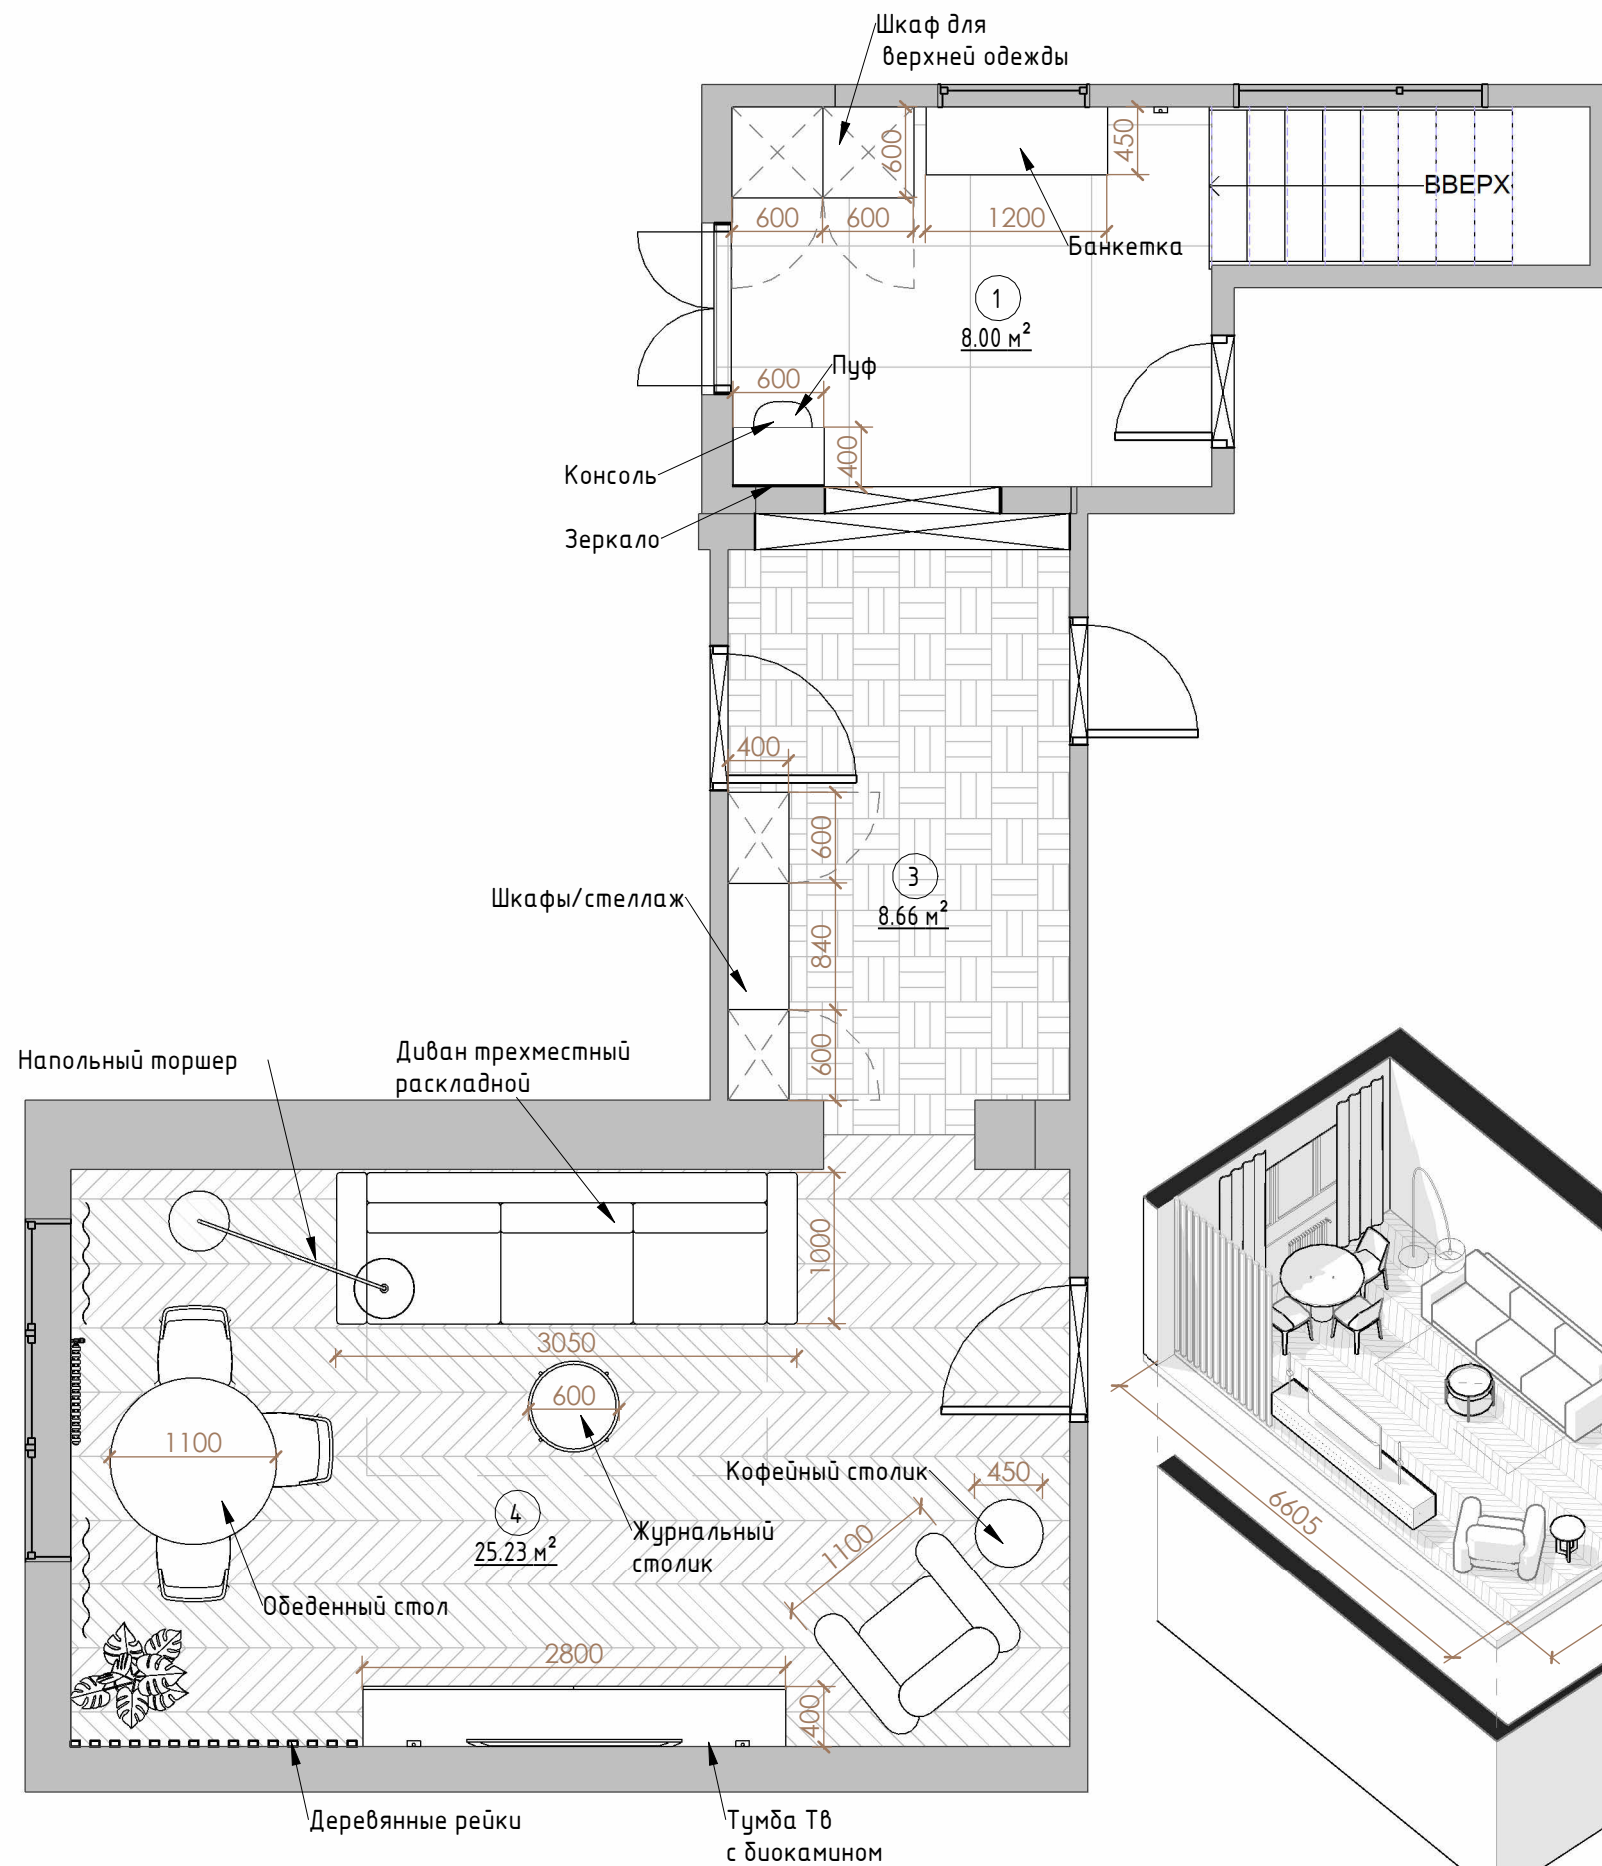 Шкаф для
верхней одежды
600
450
ВВЕРХ
600
600
1200
Банкетка
1
8.00 м²
Пуф
600
400
Консоль
Зеркало
400
600
3
8.66 м²
Шкафы/стеллаж
840
600
Напольный торшер
Диван трехместный
раскладной
1000
3050
600
1100
Кофейный столик
450
4
25.23 м²
Журнальный
столик
1100
6605
Обеденный стол
2800
400
Деревянные рейки
Тумба Тв
с биокамином